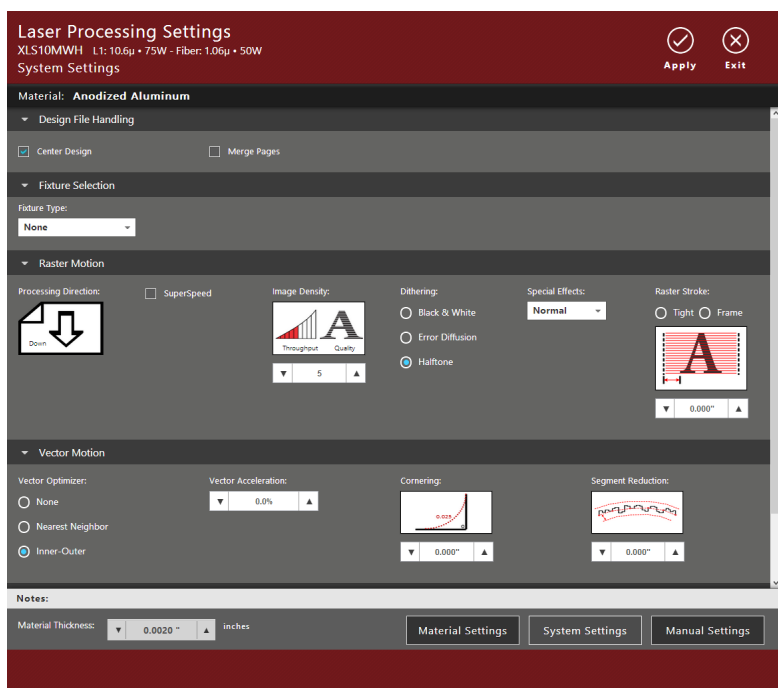 Laser Processing Settings
XLS10MWH L1: 10.6µ • 75W - Fiber: 1.06µ • 50W
System Settings
Apply Exit
Material: Anodized Aluminum
Design File Handling
Center Design Merge Pages
Fixture Selection
Fixture Type:
None
Raster Motion
Processing Direction: SuperSpeed Image Density: Dithering: Special Effects: Raster Stroke:
Down
Throughput Quality
A
5
Black & White
Error Diffusion
Halftone
Normal
Tight Frame
A
0.000"
Vector Motion
Vector Optimizer: Vector Acceleration: Cornering: Segment Reduction:
None
Nearest Neighbor
Inner-Outer
0.0%
0.025
0.000"
0.000"
Notes:
Material Thickness: 0.0020 " inches
Material Settings System Settings Manual Settings